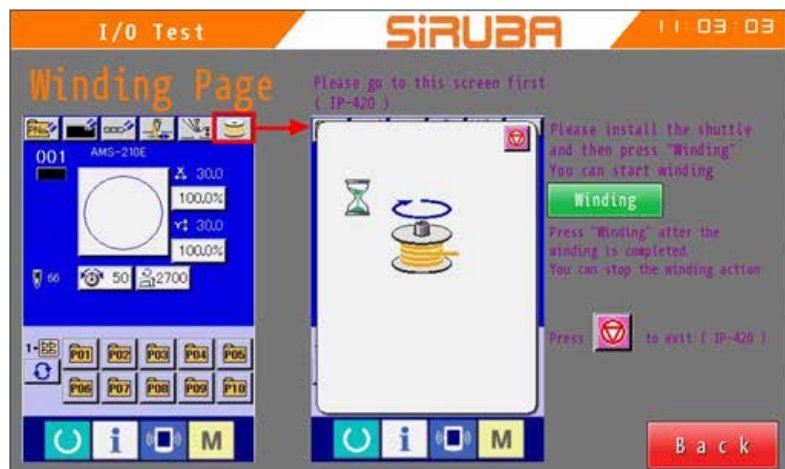 I/O Test
SiRUBA
11:03:03
Winding Page
Please go to this screen first
( IP-420 )
PNo.
001
AMS-210E
X 30.0
100.0%
Y 30.0
100.0%
66
50
2700
1-
P01 P02 P03 P04 P05
P06 P07 P08 P09 P10
i
M
Please install the shuttle
and then press "Winding"
You can start winding
Winding
Press "Winding" after the
winding is completed.
You can stop the winding action
Press to exit ( IP-420 )
i
M
Back